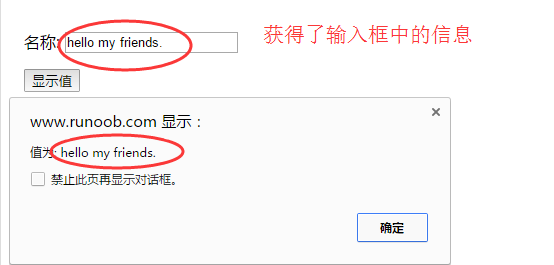 名称: hello my friends.
获得了输入框中的信息
显示值
www.runoob.com 显示：
值为: hello my friends.
禁止此页再显示对话框。
确定